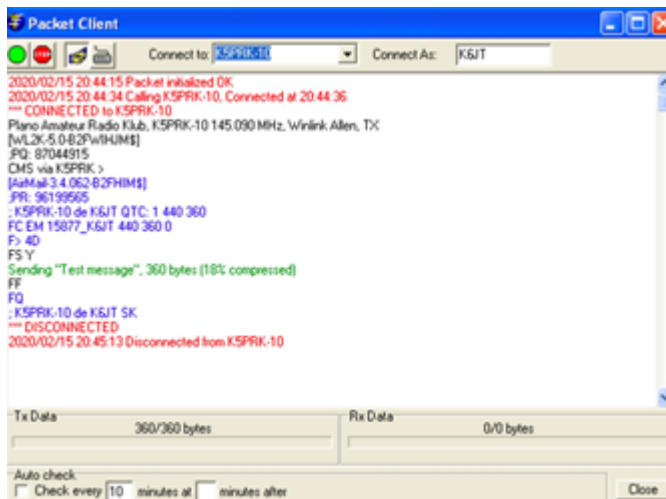 Packet Client
Connect to: K5PRK-10 Connect As: K6JT
2020/02/15 20:44:15 Packet initialized OK
2020/02/15 20:44:34 Calling K5PRK-10, Connected at 20:44:36
*** CONNECTED to K5PRK-10
Plano Amateur Radio Klub, K5PRK-10 145.090 MHz, Winlink Allen, TX
[WL2K-5.0-B2FWIHJM$]
;PQ: 87044915
CMS via K5PRK >
[AirMail-3.4.062-B2FHIM$]
;PR: 96199565
; K5PRK-10 de K6JT QTC: 1 440 360
FC EM 15877_K6JT 440 360 0
F> 4D
FS Y
Sending "Test message", 360 bytes (18% compressed)
FF
FQ
; K5PRK-10 de K6JT SK
*** DISCONNECTED
2020/02/15 20:45:13 Disconnected from K5PRK-10
Tx Data Rx Data
360/360 bytes 0/0 bytes
Auto check
Check every 10 minutes at minutes after Close